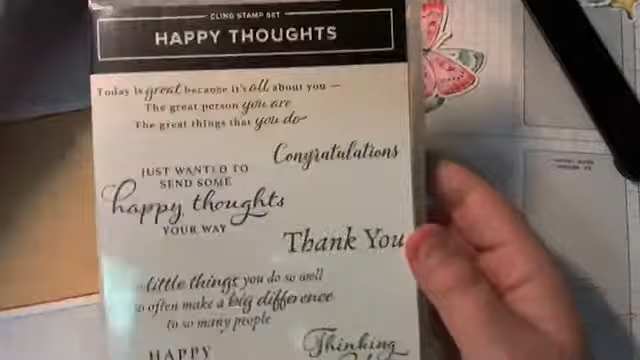 CLING STAMP SET
HAPPY THOUGHTS
Today is great because it's all about you —
The great person you are
The great things that you do
Congratulations
JUST WANTED TO
SEND SOME
happy thoughts
YOUR WAY
Thank You
little things you do so well
so often make a big difference
to so many people
HAPPY
Thinking